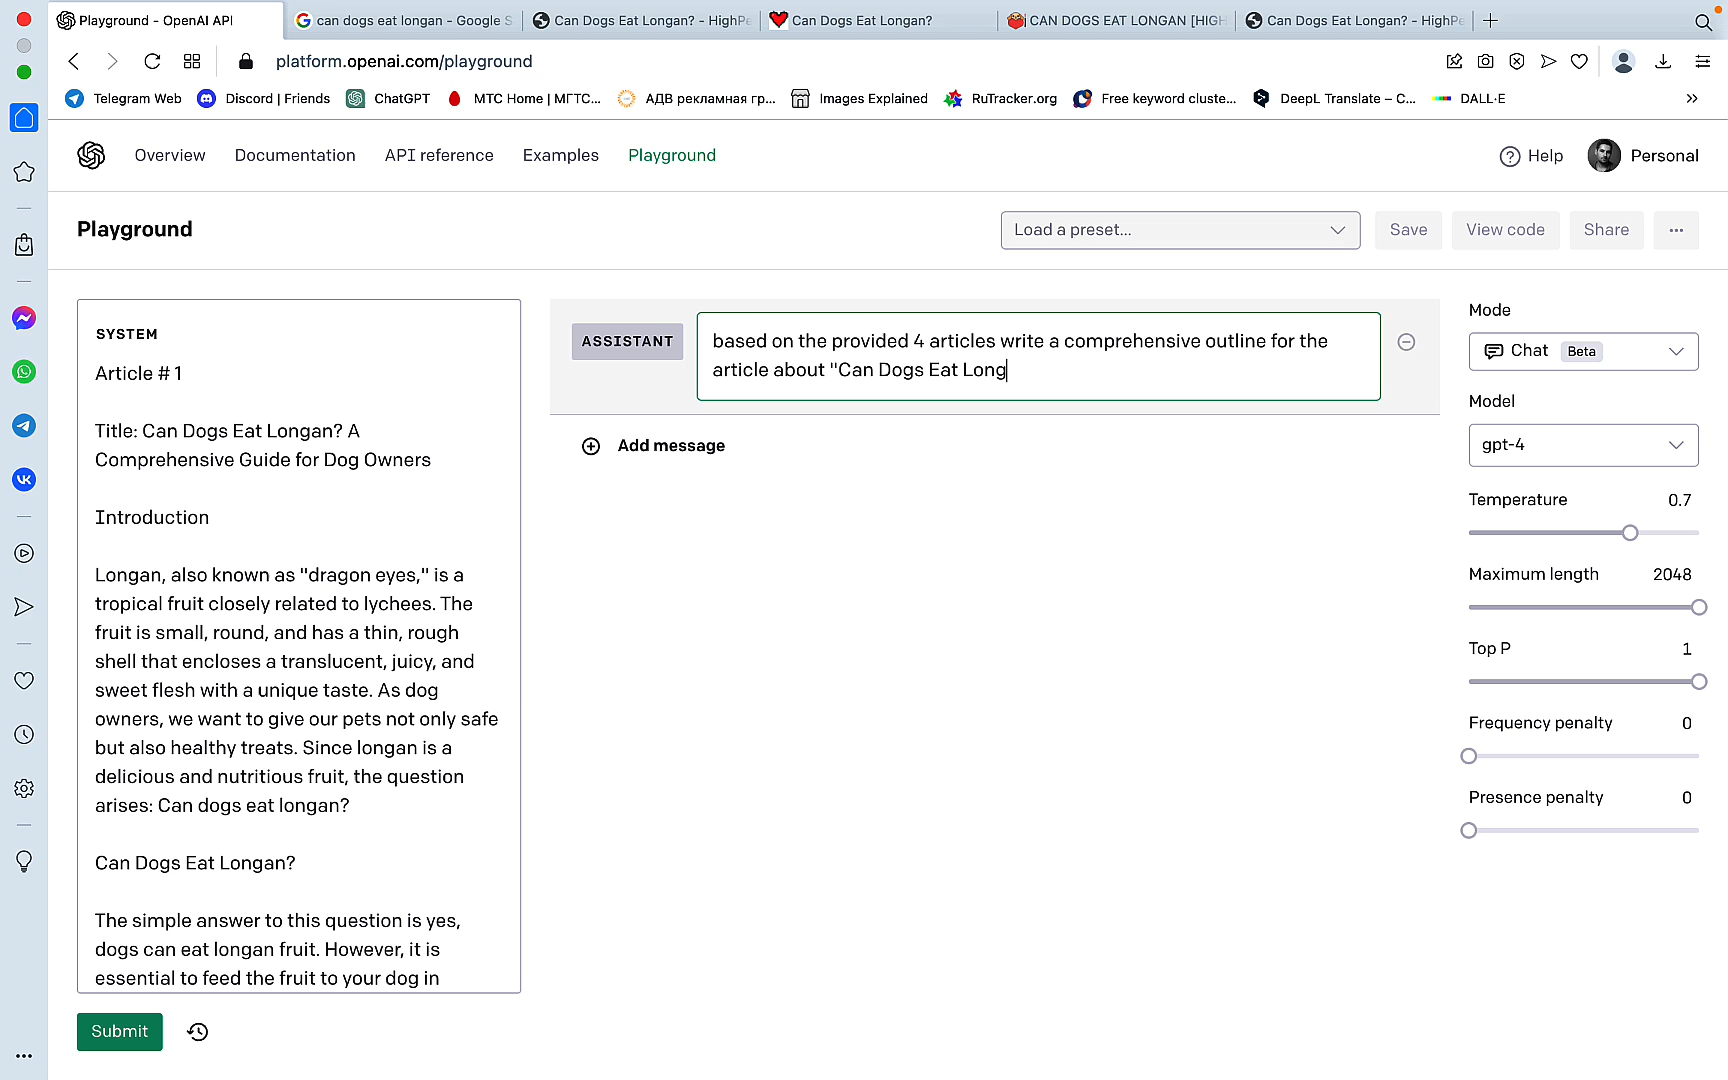 Playground - OpenAI API
can dogs eat longan - Google S
Can Dogs Eat Longan? - HighPe
Can Dogs Eat Longan?
CAN DOGS EAT LONGAN [HIGH
Can Dogs Eat Longan? - HighPe
platform.openai.com/playground
Telegram Web
Discord | Friends
ChatGPT
МТС Home | МГТС...
АДВ рекламная гр...
Images Explained
RuTracker.org
Free keyword cluste...
DeepL Translate – C...
DALL·E
Overview
Documentation
API reference
Examples
Playground
Help
Personal
Playground
Load a preset...
Save
View code
Share
SYSTEM
Article # 1
Title: Can Dogs Eat Longan? A
Comprehensive Guide for Dog Owners
Introduction
Longan, also known as "dragon eyes," is a
tropical fruit closely related to lychees. The
fruit is small, round, and has a thin, rough
shell that encloses a translucent, juicy, and
sweet flesh with a unique taste. As dog
owners, we want to give our pets not only safe
but also healthy treats. Since longan is a
delicious and nutritious fruit, the question
arises: Can dogs eat longan?
Can Dogs Eat Longan?
The simple answer to this question is yes,
dogs can eat longan fruit. However, it is
essential to feed the fruit to your dog in
Submit
ASSISTANT
based on the provided 4 articles write a comprehensive outline for the
article about "Can Dogs Eat Long
Add message
Mode
Chat Beta
Model
gpt-4
Temperature 0.7
Maximum length 2048
Top P 1
Frequency penalty 0
Presence penalty 0